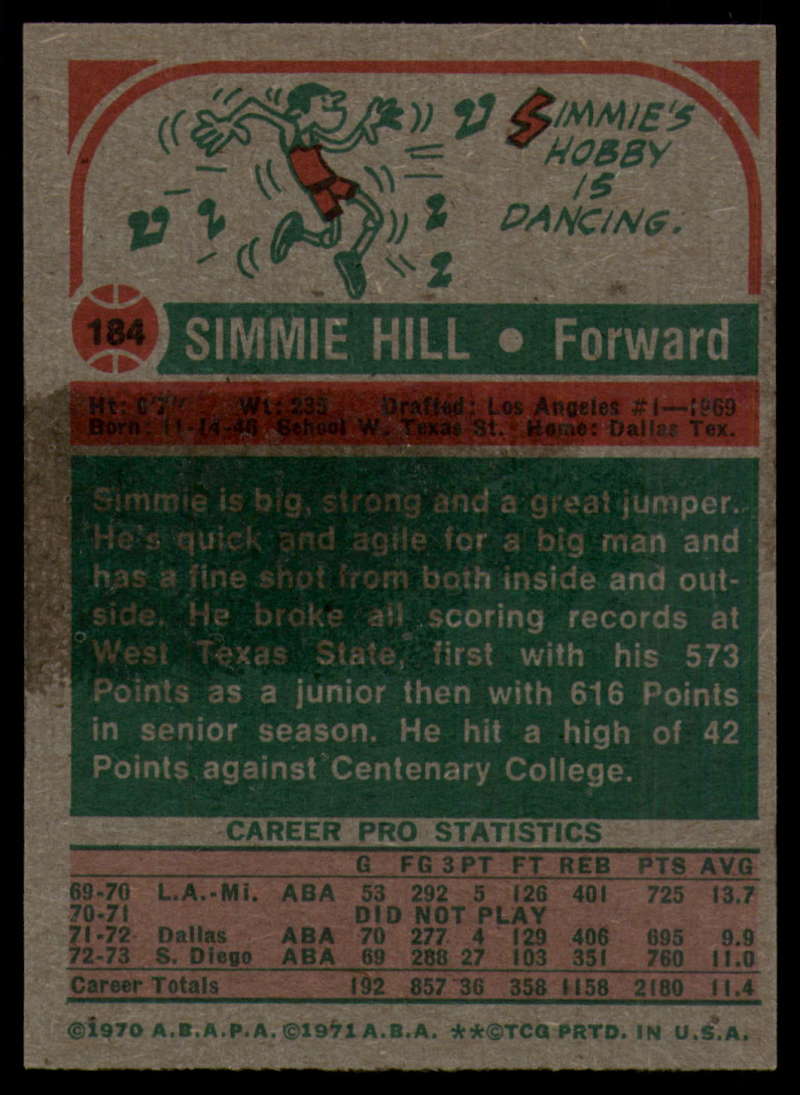 SIMMIE'S
HOBBY
IS
DANCING.
184
SIMMIE HILL • Forward
Ht: 6'7" Wt: 235 Drafted: Los Angeles #1—1969
Born: 11-14-46 School W. Texas St. Home: Dallas Tex.
Simmie is big, strong and a great jumper.
He's quick and agile for a big man and
has a fine shot from both inside and out-
side. He broke all scoring records at
West Texas State, first with his 573
Points as a junior then with 616 Points
in senior season. He hit a high of 42
Points against Centenary College.
CAREER PRO STATISTICS
G FG 3PT FT REB PTS AVG
69-70 L.A.-Mi. ABA 53 292 5 126 401 725 13.7
70-71 DID NOT PLAY
71-72 Dallas ABA 70 277 4 129 406 695 9.9
72-73 S. Diego ABA 69 288 27 103 351 760 11.0
Career Totals 192 857 36 358 1158 2180 11.4
©1970 A.B.A.P.A. ©1971 A.B.A. **©TCG PRTD. IN U.S.A.